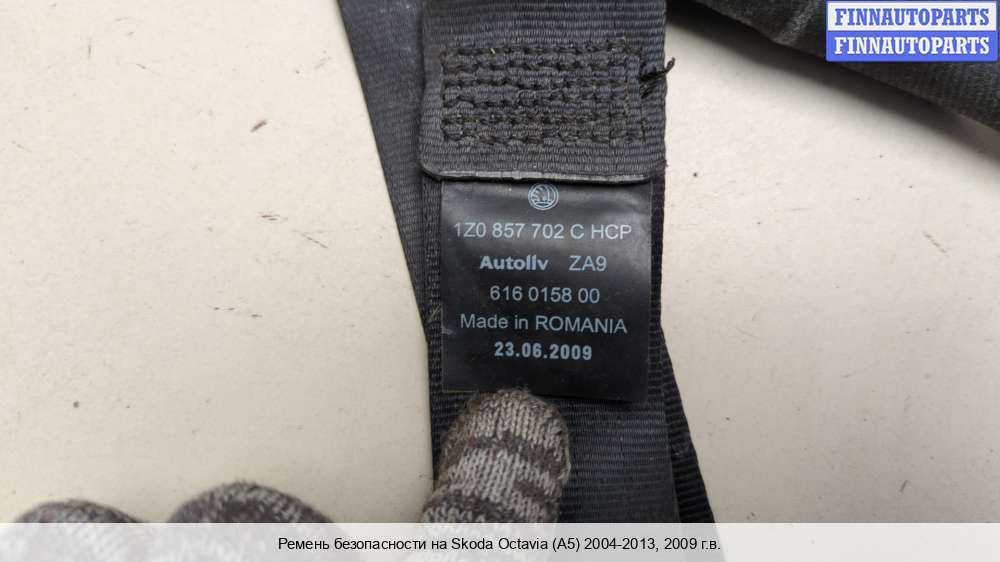 FINNAUTOPARTS
FINNAUTOPARTS
1Z0 857 702 C HCP
Autoliv ZA9
616 0158 00
Made in ROMANIA
23.06.2009
Ремень безопасности на Skoda Octavia (A5) 2004-2013, 2009 г.в.